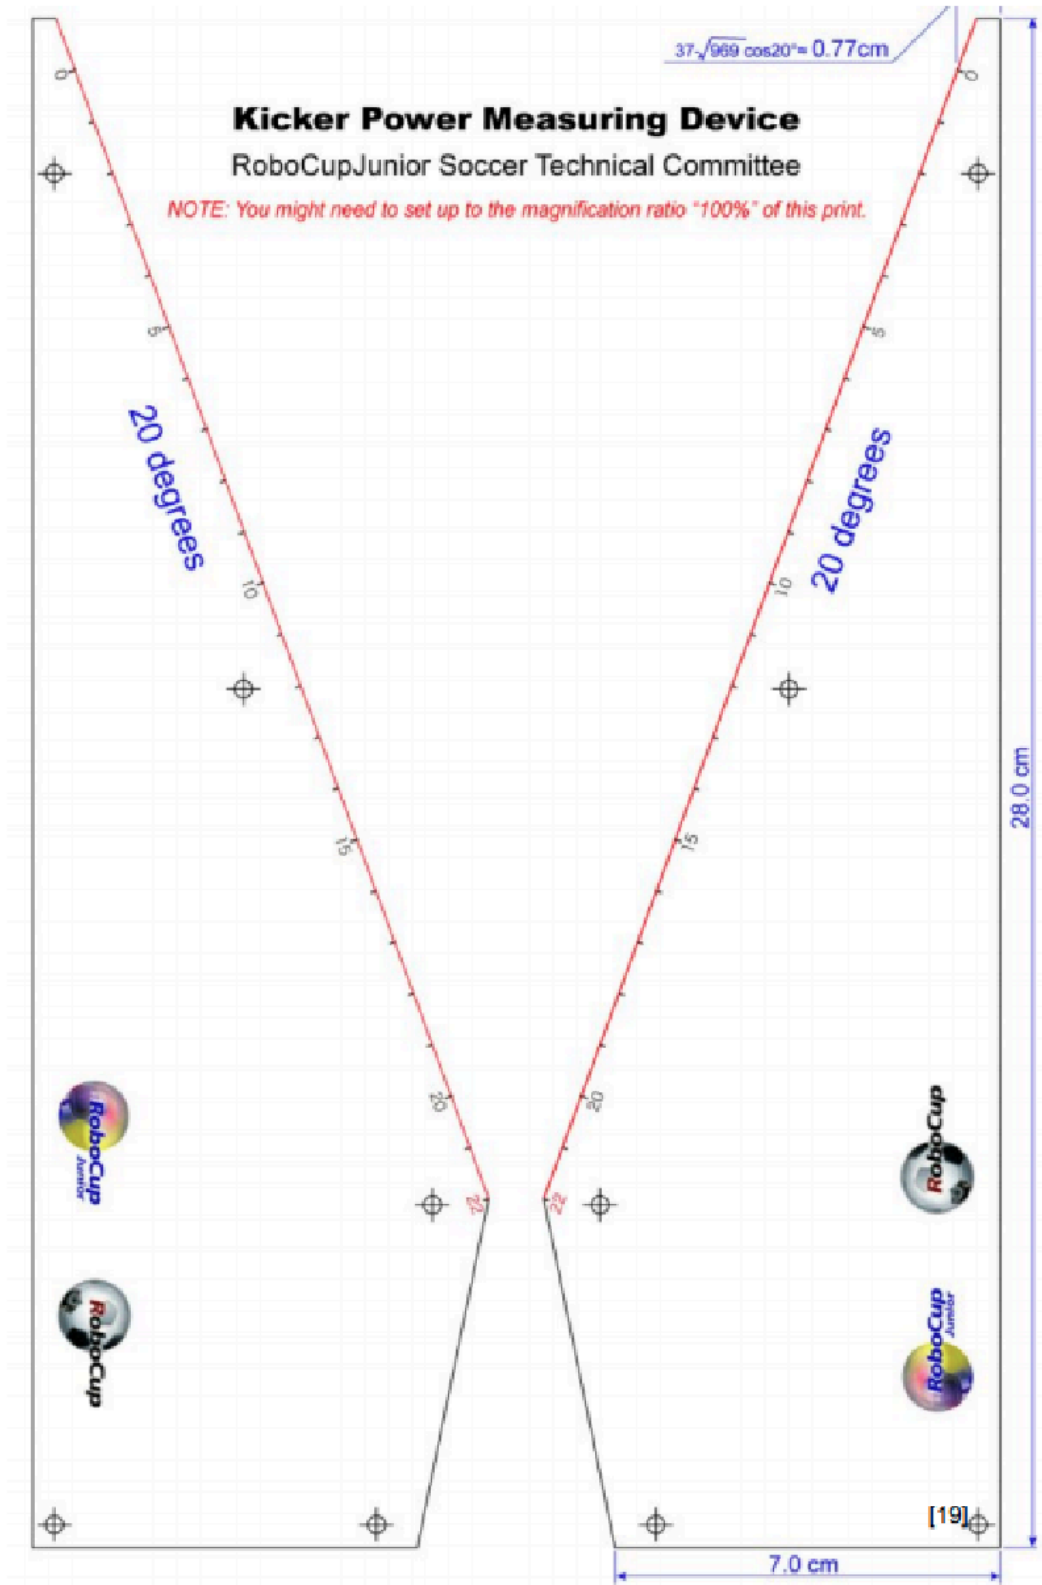 37-√969 cos20°≈ 0.77cm
Kicker Power Measuring Device
RoboCupJunior Soccer Technical Committee
NOTE: You might need to set up to the magnification ratio "100%" of this print.
0
0
5
5
20 degrees
20 degrees
10
10
28.0 cm
15
15
20
20
22
22
RoboCup
Junior
RoboCup
RoboCup
RoboCup
Junior
[19]
7.0 cm